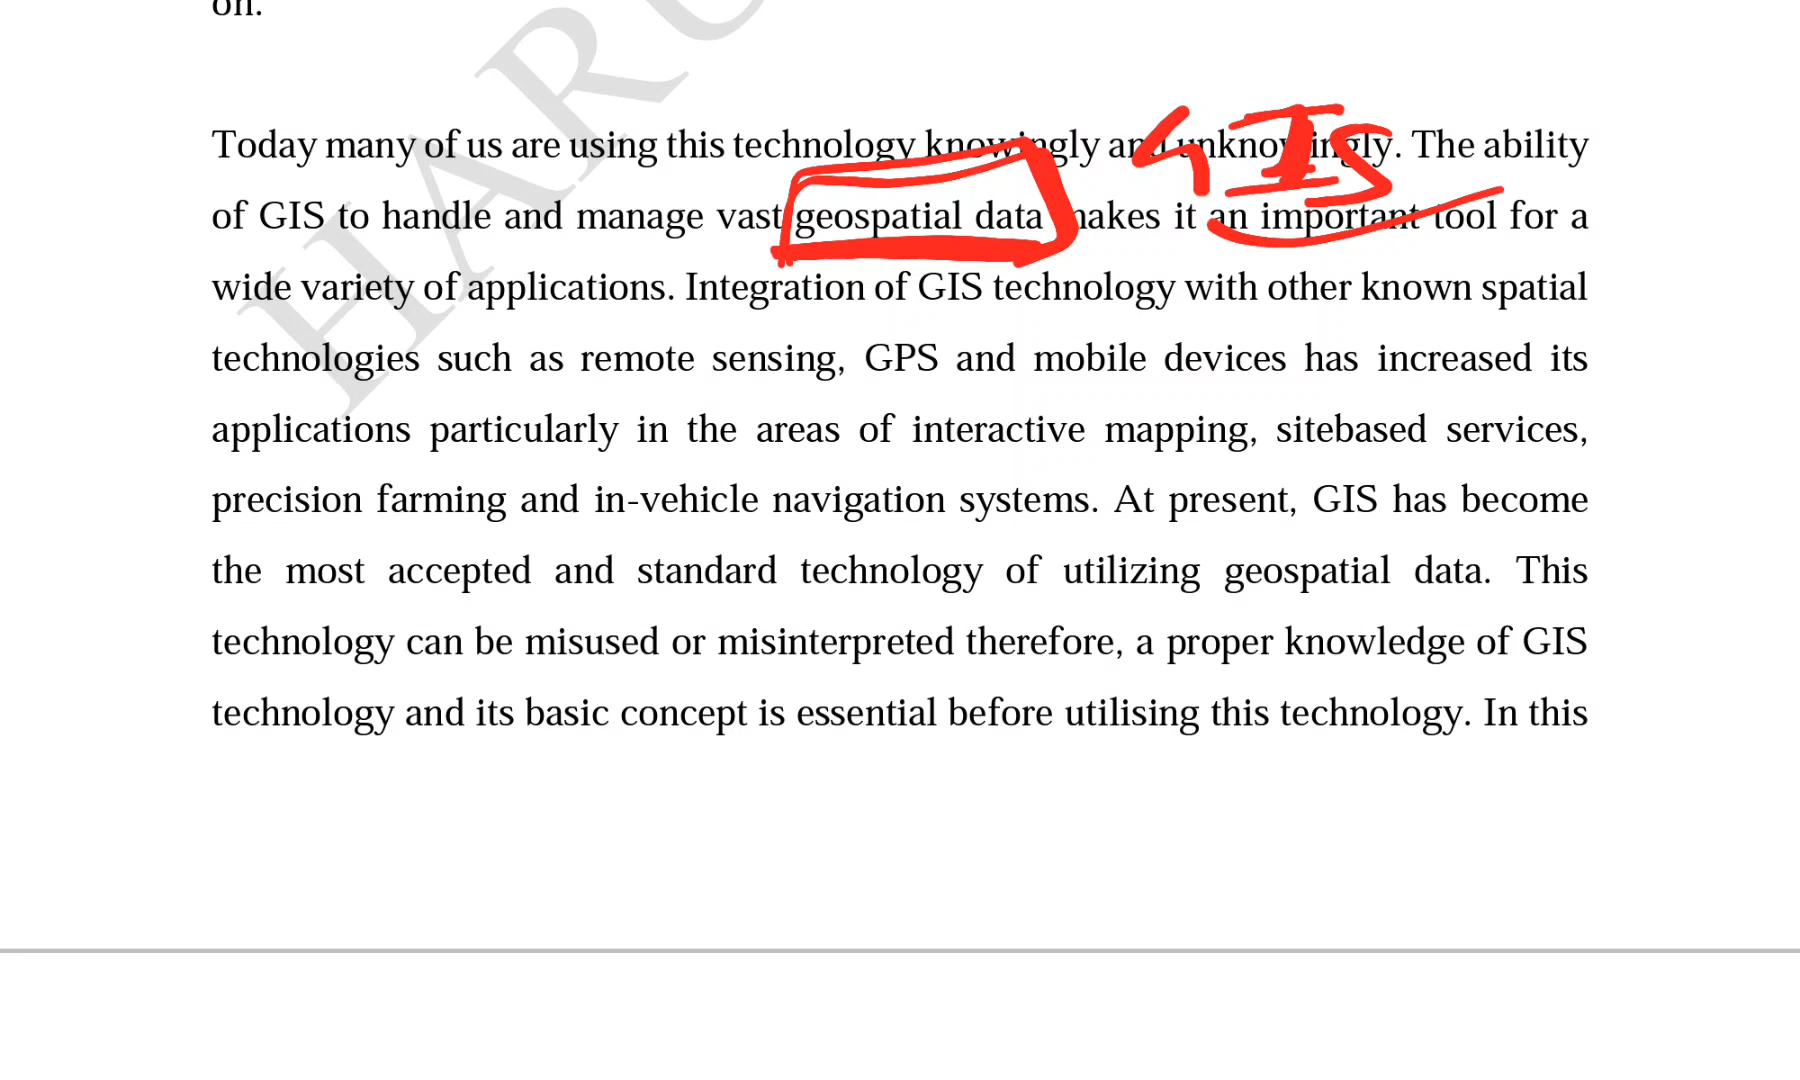 on.
HARU
Today many of us are using this technology knowingly and unknowingly. The ability
GIS
of GIS to handle and manage vast geospatial data makes it an important tool for a
wide variety of applications. Integration of GIS technology with other known spatial
technologies such as remote sensing, GPS and mobile devices has increased its
applications particularly in the areas of interactive mapping, sitebased services,
precision farming and in-vehicle navigation systems. At present, GIS has become
the most accepted and standard technology of utilizing geospatial data. This
technology can be misused or misinterpreted therefore, a proper knowledge of GIS
technology and its basic concept is essential before utilising this technology. In this